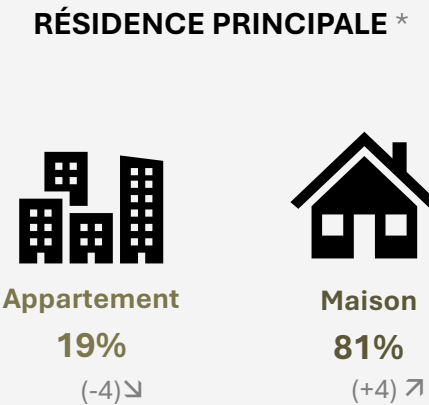 RÉSIDENCE PRINCIPALE *
Appartement
19%
(-4)↘
Maison
81%
(+4) ↗